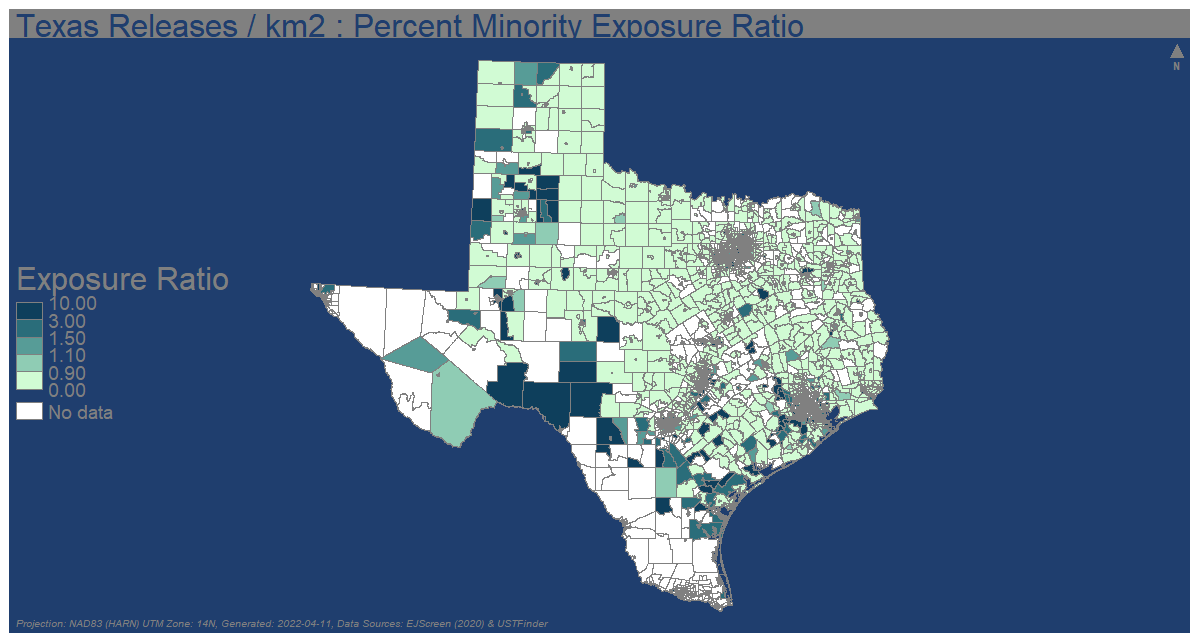 Texas Releases / km2 : Percent Minority Exposure Ratio
N
Exposure Ratio
10.00
3.00
1.50
1.10
0.90
0.00
No data
Projection: NAD83 (HARN) UTM Zone: 14N, Generated: 2022-04-11, Data Sources: EJScreen (2020) & USTFinder